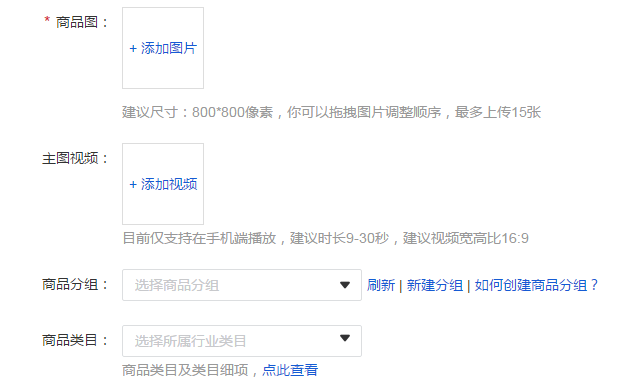 * 商品图：
+ 添加图片
建议尺寸：800*800像素，你可以拖拽图片调整顺序，最多上传15张
主图视频：
+ 添加视频
目前仅支持在手机端播放，建议时长9-30秒，建议视频宽高比16:9
商品分组： 选择商品分组 刷新 | 新建分组 | 如何创建商品分组？
商品类目： 选择所属行业类目
商品类目及类目细项，点此查看